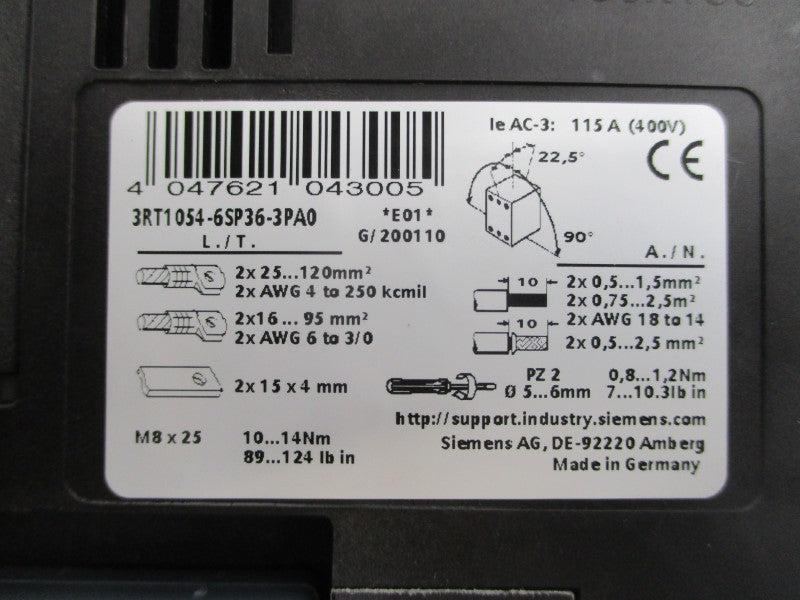 Ie AC-3: 115 A (400V)
4 047621 043005
22,5°
CE
3RT1054-6SP36-3PA0
*E01*
G/200110
90°
L./T.
A./N.
2x 25...120mm²
2x AWG 4 to 250 kcmil
10
2x 0,5...1,5mm²
2x 0,75...2,5m²
2x AWG 18 to 14
2x16 ... 95 mm²
2x AWG 6 to 3/0
10
2x 0,5...2,5 mm²
2x 15 x 4 mm
PZ 2 0,8...1,2Nm
Ø 5...6mm 7...10.3lb in
http://support.industry.siemens.com
M8 x 25 10...14Nm
89...124 lb in
Siemens AG, DE-92220 Amberg
Made in Germany